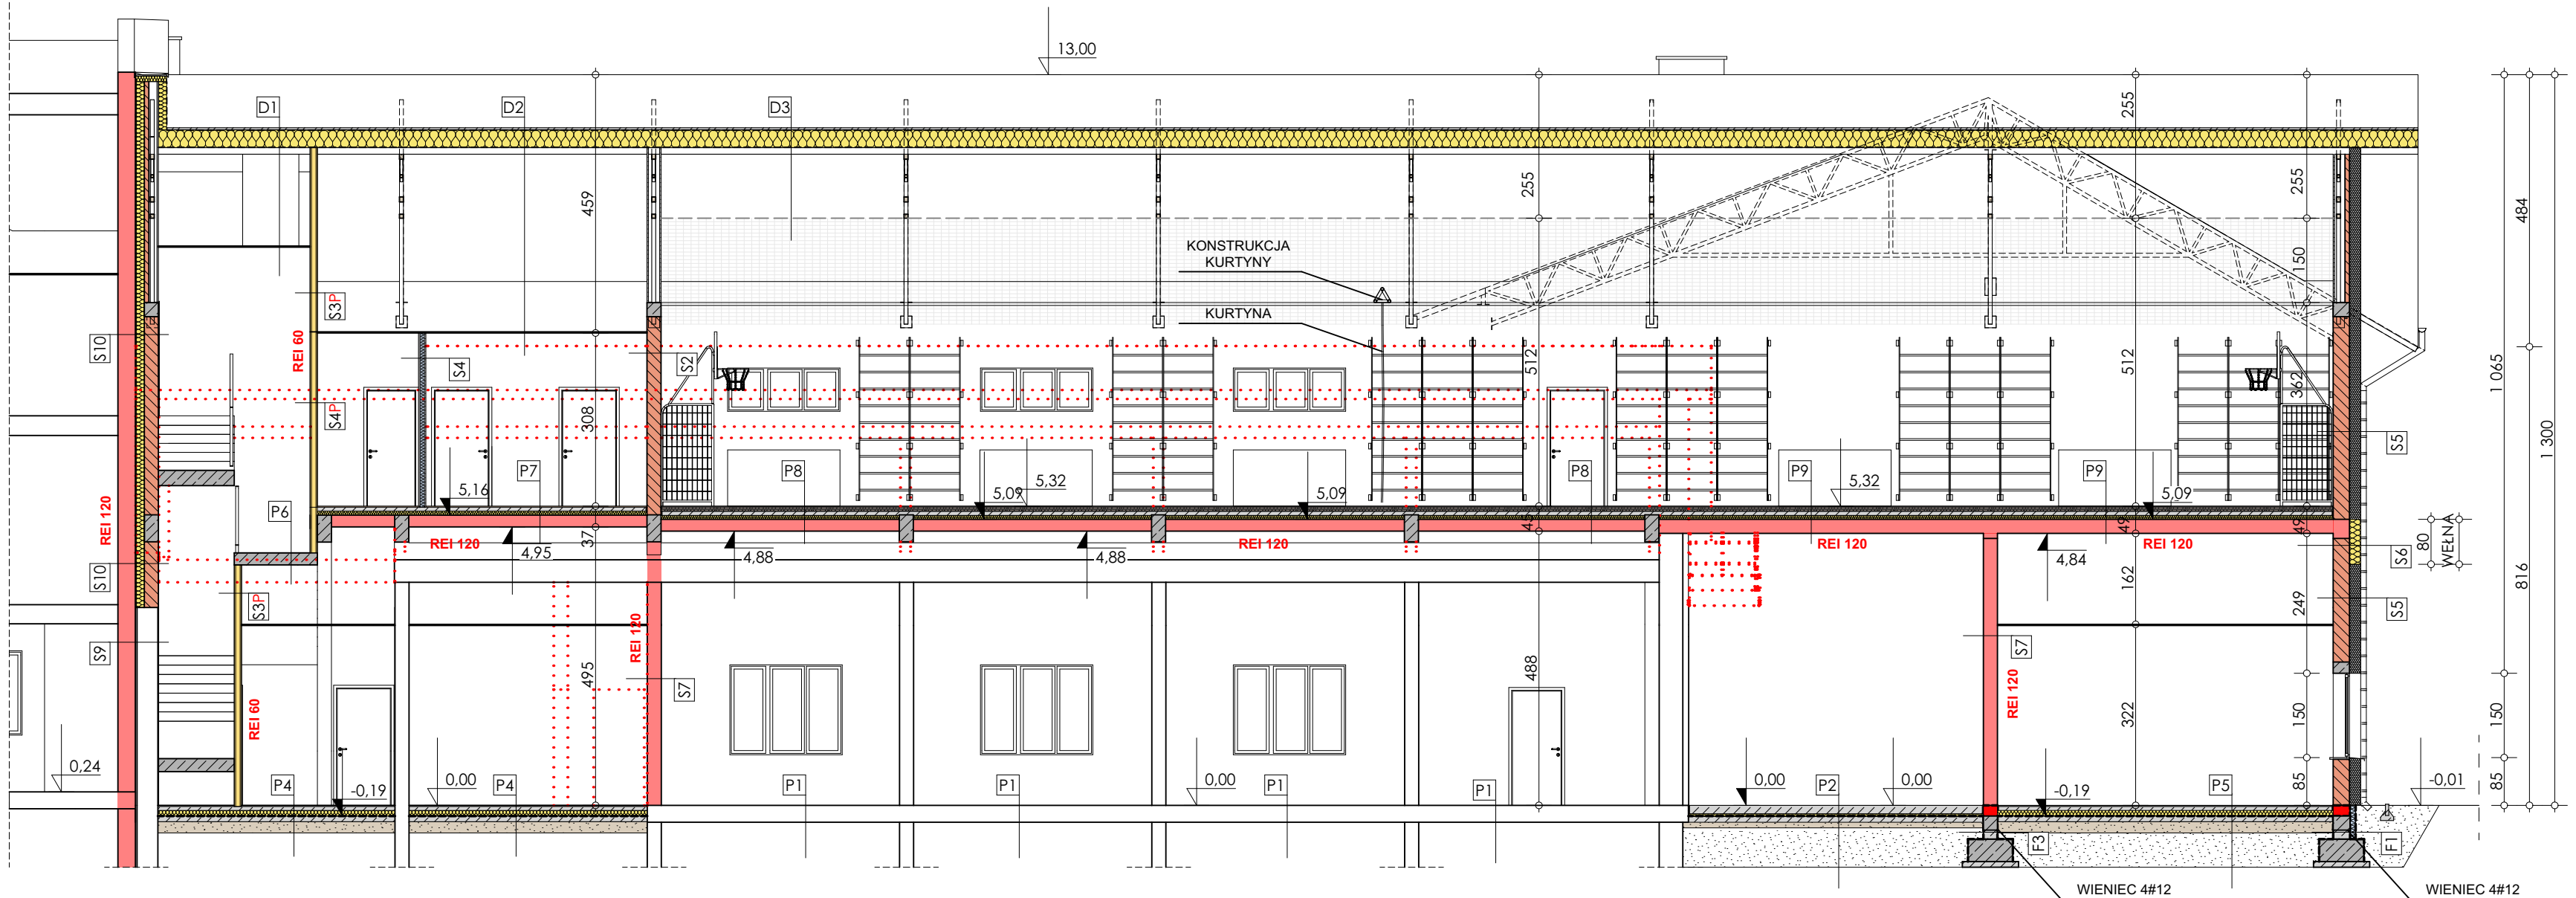 13,00
D1
D2
D3
255
255
255
459
484
KONSTRUKCJA
KURTYNY
150
S3P
KURTYNA
S10
REI 60
S4
S2
512
512
362
1 065
1 300
S4P
308
S5
P7
P8
P8
P9
P9
5,16
5,09
5,32
5,09
5,32
5,09
REI 120
P6
45
49
49
37
REI 120
4,95
4,88
4,88
REI 120
REI 120
REI 120
4,84
S6
80
WEŁNA
S10
162
816
S3P
249
S5
S9
REI 120
S7
495
488
S7
REI 60
REI 120
322
150
150
0,24
P4
-0,19
0,00
P4
P1
P1
0,00
P1
P1
0,00
P2
0,00
-0,19
P5
85
-0,01
85
F3
F1
WIENIEC 4#12
WIENIEC 4#12